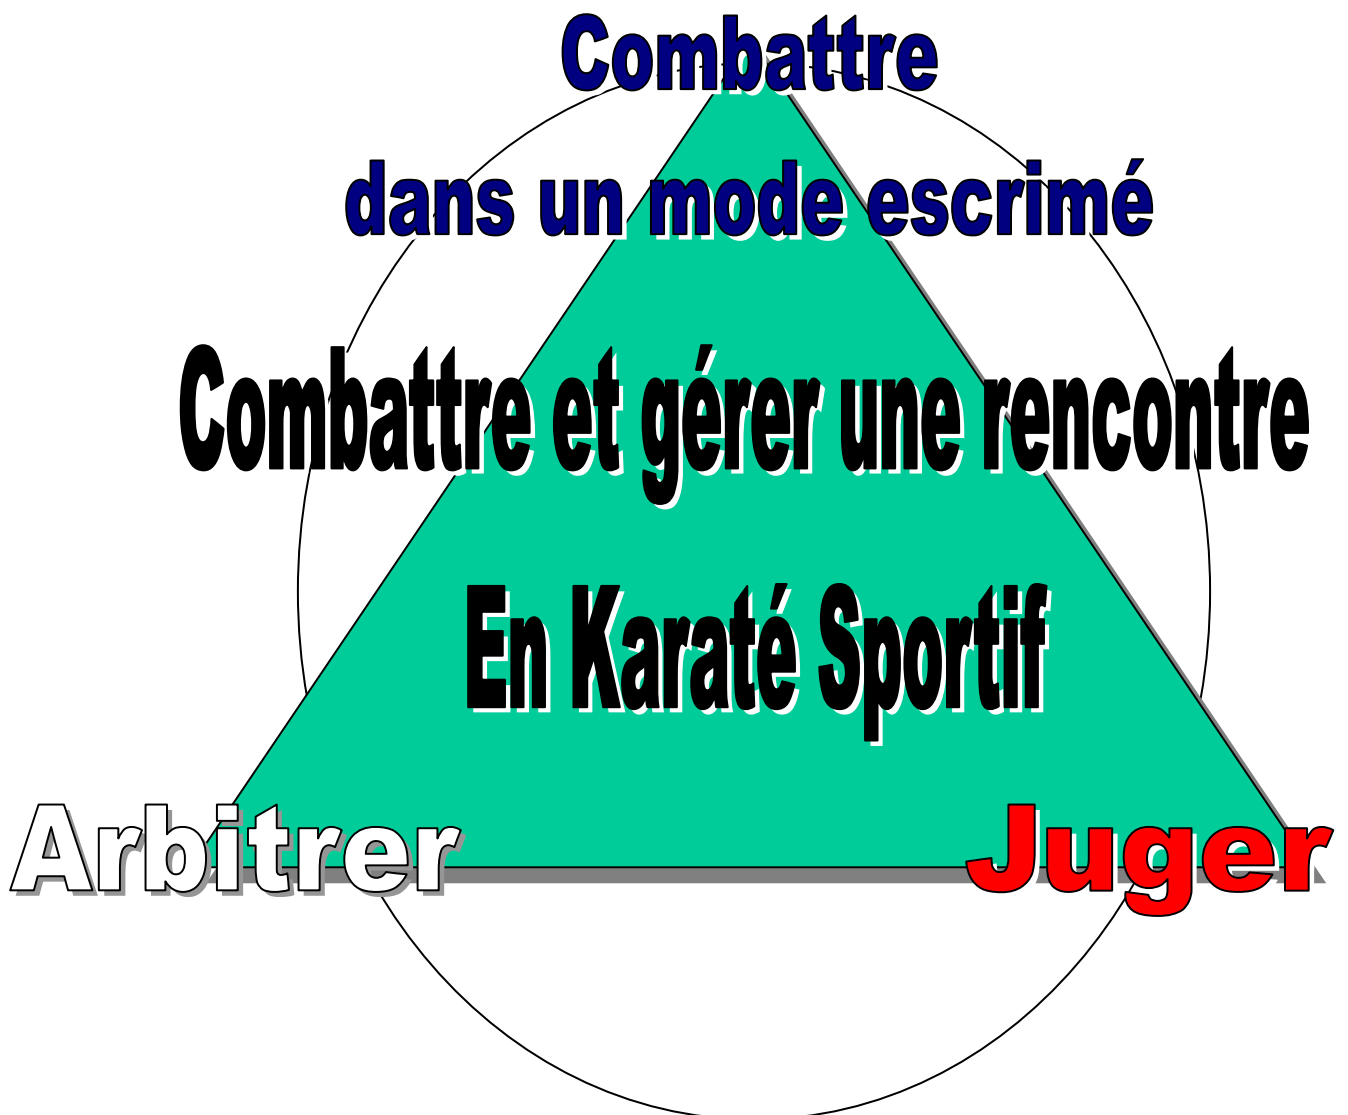 Combattre
dans un mode escrimé
Combattre et gérer une rencontre
En Karaté Sportif
Arbitrer
Juger